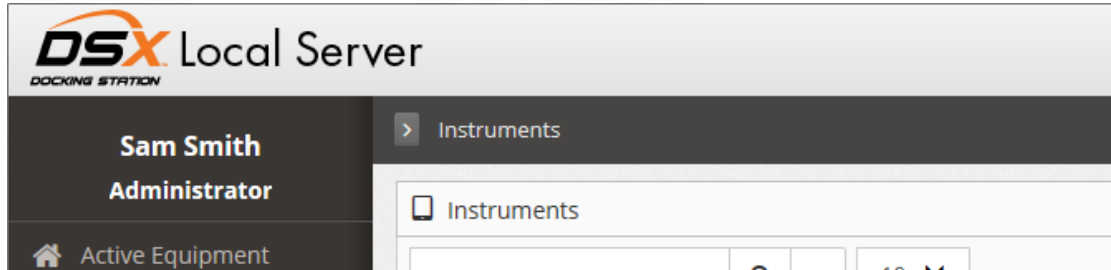 DSX Local Server
DOCKING STATION
Sam Smith
Administrator
Active Equipment
Instruments
Instruments